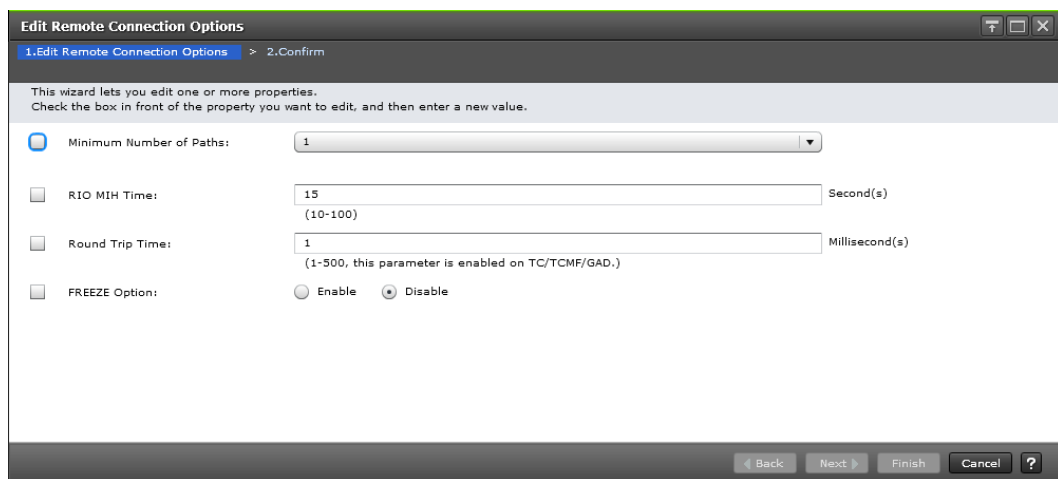 Edit Remote Connection Options
1.Edit Remote Connection Options > 2.Confirm
This wizard lets you edit one or more properties.
Check the box in front of the property you want to edit, and then enter a new value.
Minimum Number of Paths: 1
RIO MIH Time: 15 Second(s)
(10-100)
Round Trip Time: 1 Millisecond(s)
(1-500, this parameter is enabled on TC/TCMF/GAD.)
FREEZE Option: Enable Disable
Back Next Finish Cancel ?